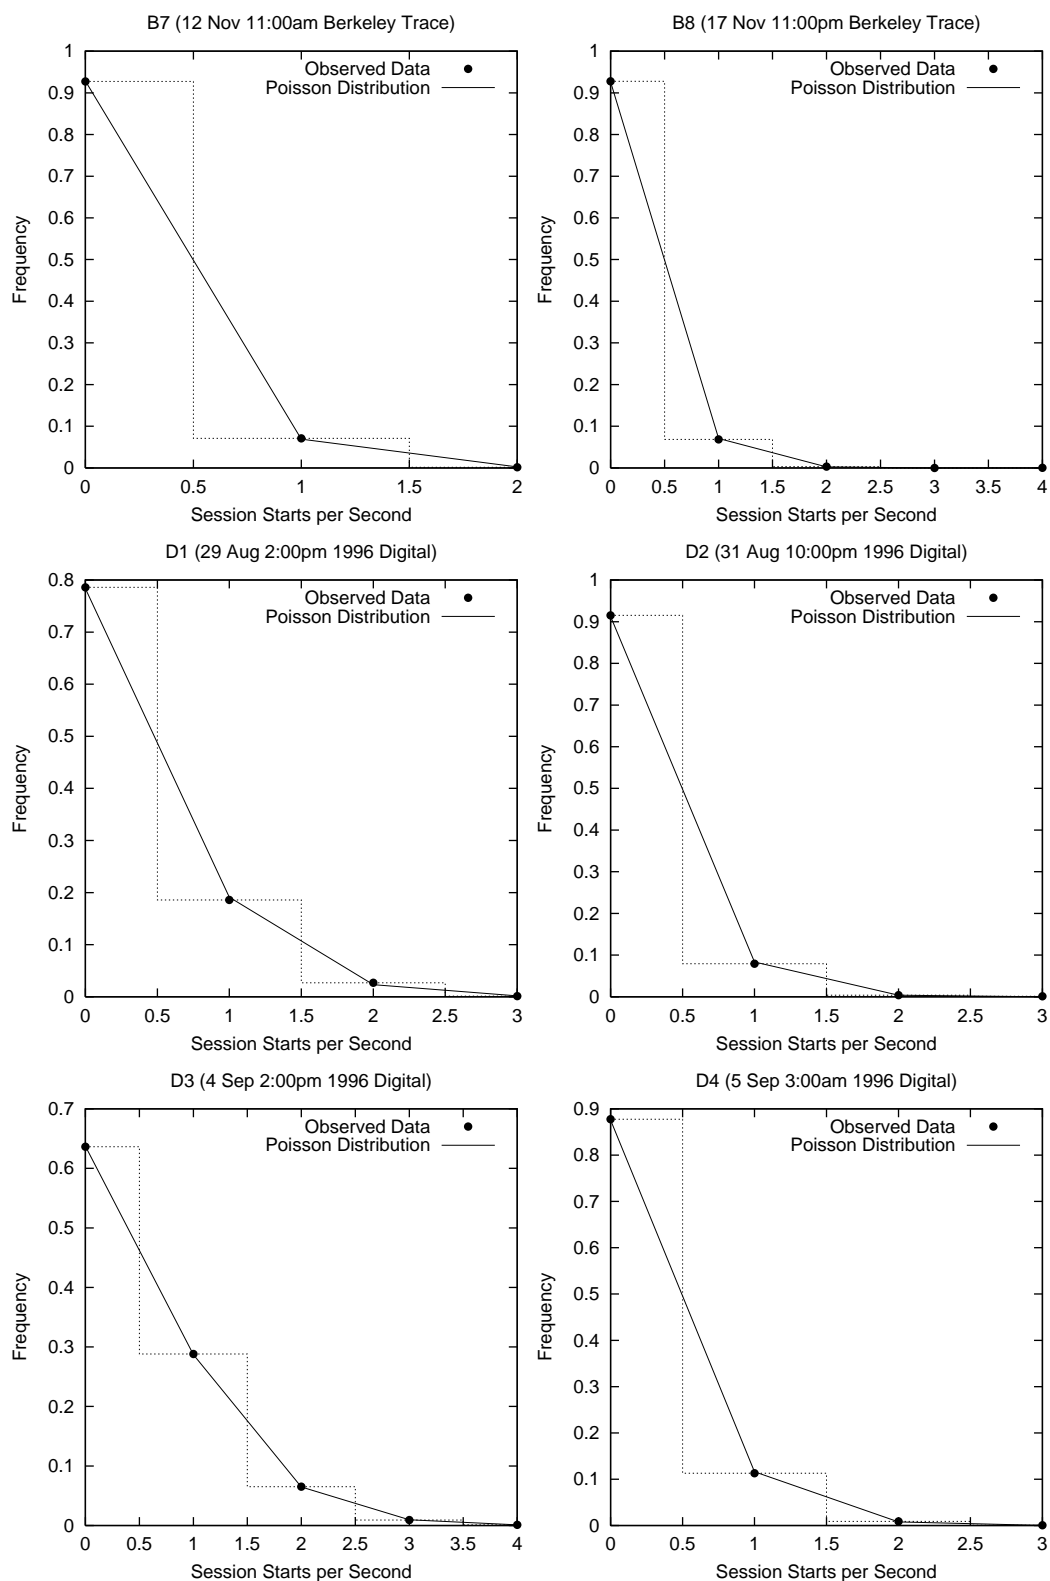 B7 (12 Nov 11:00am Berkeley Trace)
1
0.9
0.8
0.7
0.6
0.5
0.4
0.3
0.2
0.1
0
Frequency
Observed Data
Poisson Distribution
0 0.5 1 1.5 2
Session Starts per Second
B8 (17 Nov 11:00pm Berkeley Trace)
1
0.9
0.8
0.7
0.6
0.5
0.4
0.3
0.2
0.1
0
Frequency
Observed Data
Poisson Distribution
0 0.5 1 1.5 2 2.5 3 3.5 4
Session Starts per Second
D1 (29 Aug 2:00pm 1996 Digital)
0.8
0.7
0.6
0.5
0.4
0.3
0.2
0.1
0
Frequency
Observed Data
Poisson Distribution
0 0.5 1 1.5 2 2.5 3
Session Starts per Second
D2 (31 Aug 10:00pm 1996 Digital)
1
0.9
0.8
0.7
0.6
0.5
0.4
0.3
0.2
0.1
0
Frequency
Observed Data
Poisson Distribution
0 0.5 1 1.5 2 2.5 3
Session Starts per Second
D3 (4 Sep 2:00pm 1996 Digital)
0.7
0.6
0.5
0.4
0.3
0.2
0.1
0
Frequency
Observed Data
Poisson Distribution
0 0.5 1 1.5 2 2.5 3 3.5 4
Session Starts per Second
D4 (5 Sep 3:00am 1996 Digital)
0.9
0.8
0.7
0.6
0.5
0.4
0.3
0.2
0.1
0
Frequency
Observed Data
Poisson Distribution
0 0.5 1 1.5 2 2.5 3
Session Starts per Second